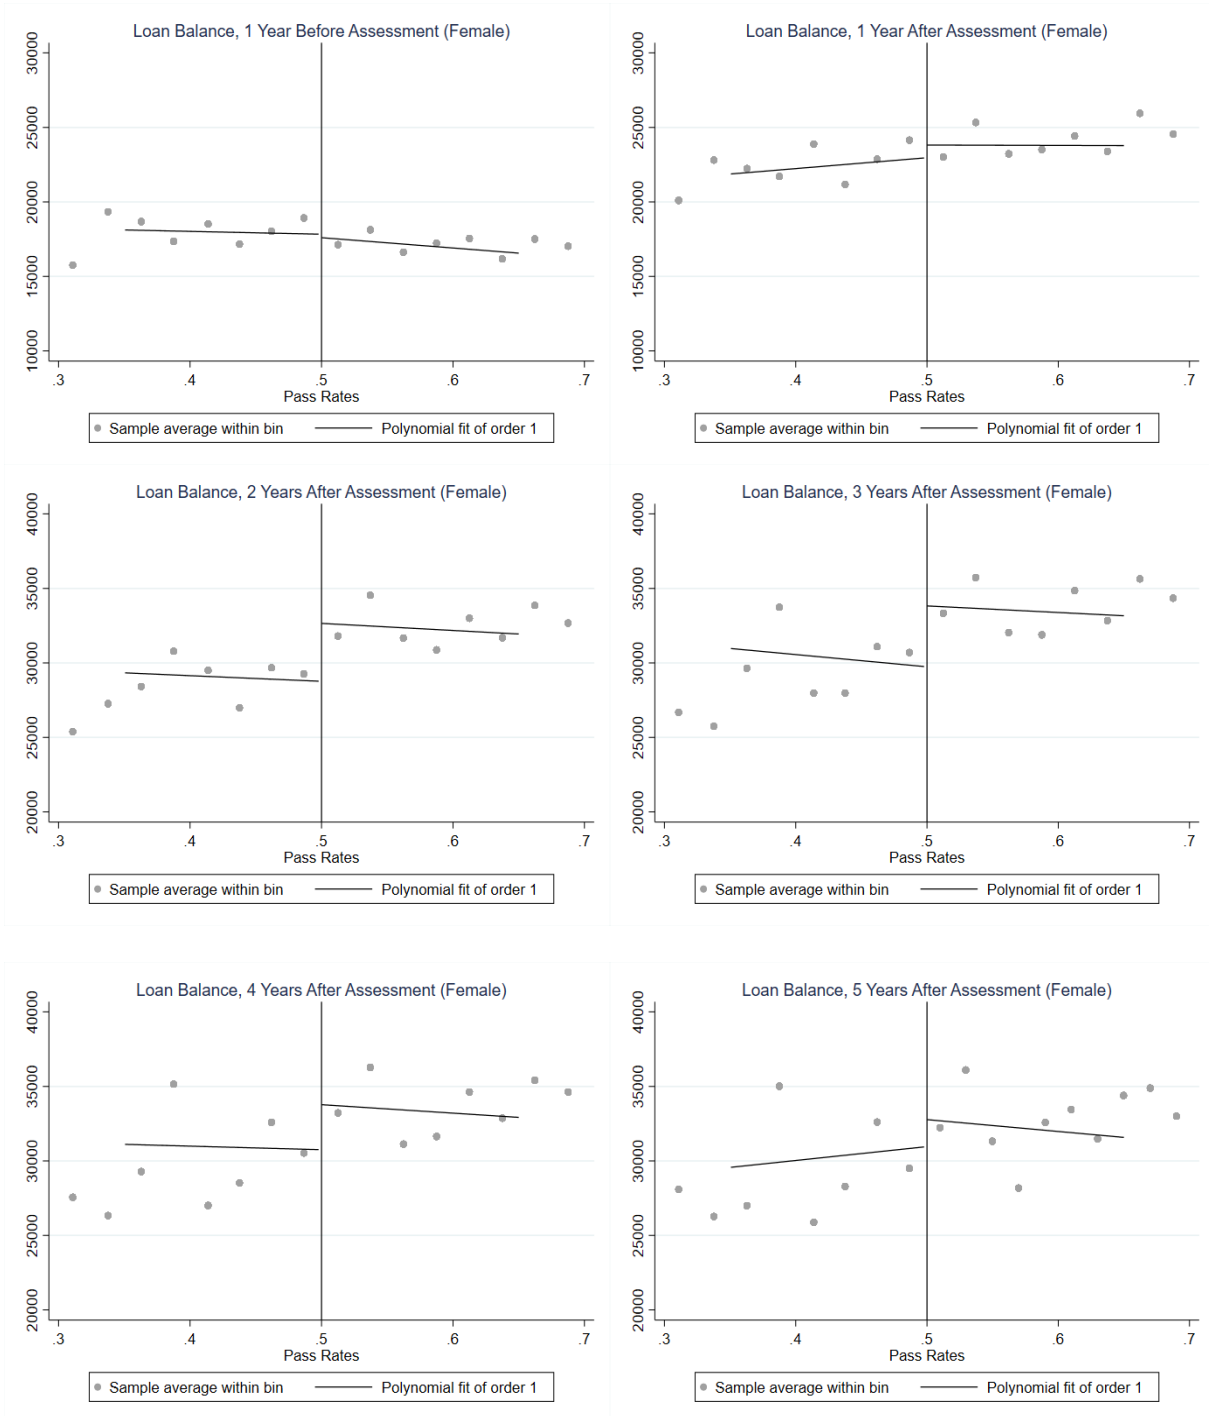 Loan Balance, 1 Year Before Assessment (Female)
30000
25000
20000
15000
10000
.3 .4 .5 .6 .7
Pass Rates
Sample average within bin Polynomial fit of order 1
Loan Balance, 1 Year After Assessment (Female)
30000
25000
20000
15000
10000
.3 .4 .5 .6 .7
Pass Rates
Sample average within bin Polynomial fit of order 1
Loan Balance, 2 Years After Assessment (Female)
40000
35000
30000
25000
20000
.3 .4 .5 .6 .7
Pass Rates
Sample average within bin Polynomial fit of order 1
Loan Balance, 3 Years After Assessment (Female)
40000
35000
30000
25000
20000
.3 .4 .5 .6 .7
Pass Rates
Sample average within bin Polynomial fit of order 1
Loan Balance, 4 Years After Assessment (Female)
40000
35000
30000
25000
20000
.3 .4 .5 .6 .7
Pass Rates
Sample average within bin Polynomial fit of order 1
Loan Balance, 5 Years After Assessment (Female)
40000
35000
30000
25000
20000
.3 .4 .5 .6 .7
Pass Rates
Sample average within bin Polynomial fit of order 1